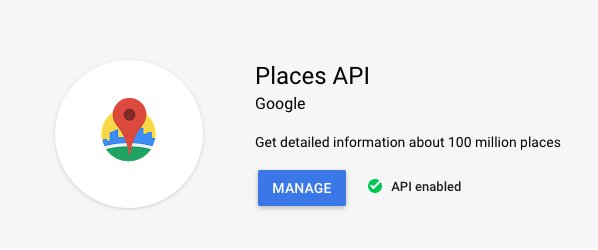 Places API
Google
Get detailed information about 100 million places
MANAGE
API enabled